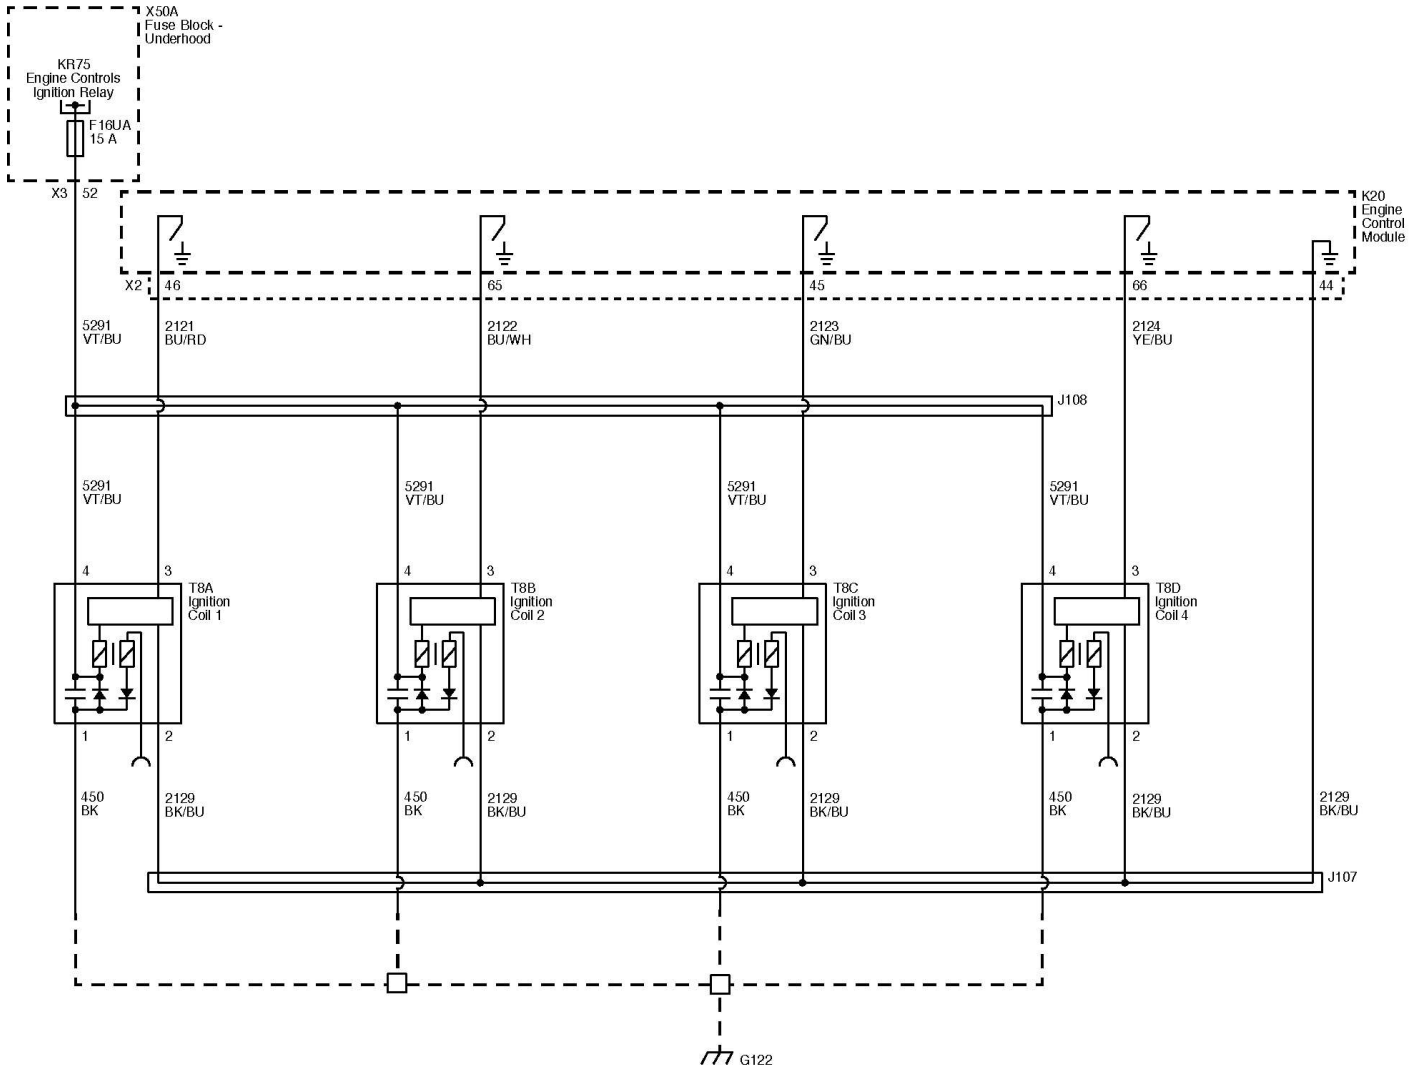 X50A
Fuse Block -
Underhood
KR75
Engine Controls
Ignition Relay
F16UA
15 A
X3 52
K20
Engine
Control
Module
X2 46 65 45 66 44
5291 2121 2122 2123 2124
VT/BU BU/RD BU/WH GN/BU YE/BU
J108
5291 5291 5291 5291
VT/BU VT/BU VT/BU VT/BU
4 3 4 3 4 3 4 3
T8A T8B T8C T8D
Ignition Ignition Ignition Ignition
Coil 1 Coil 2 Coil 3 Coil 4
1 2 1 2 1 2 1 2
450 2129 450 2129 450 2129 450 2129 2129
BK BK/BU BK BK/BU BK BK/BU BK BK/BU BK/BU
J107
G122